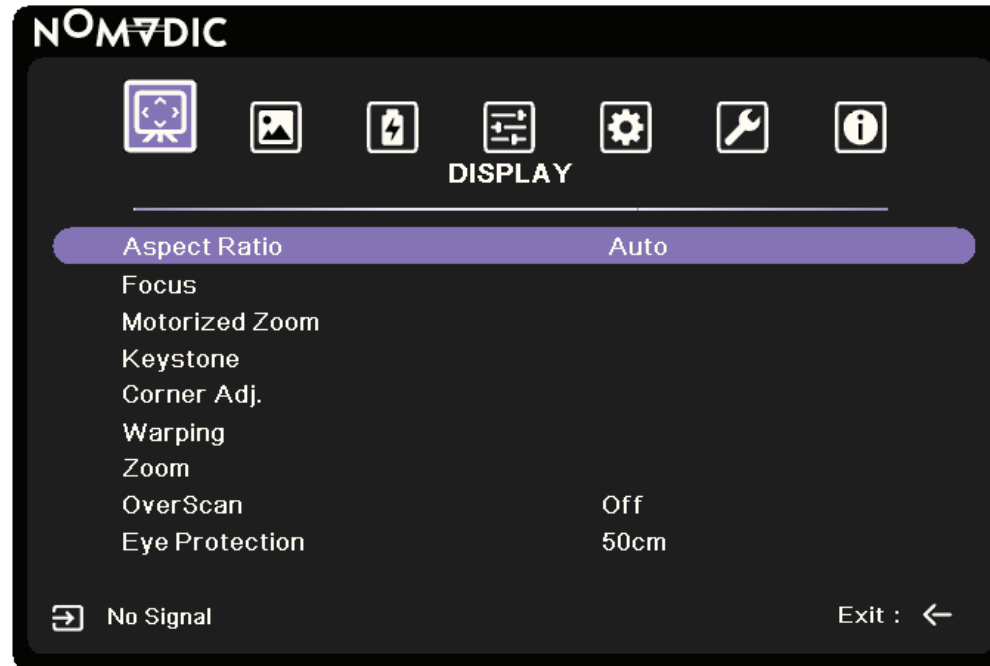 NOMADIC
DISPLAY
Aspect Ratio Auto
Focus
Motorized Zoom
Keystone
Corner Adj.
Warping
Zoom
OverScan Off
Eye Protection 50cm
No Signal Exit : ←